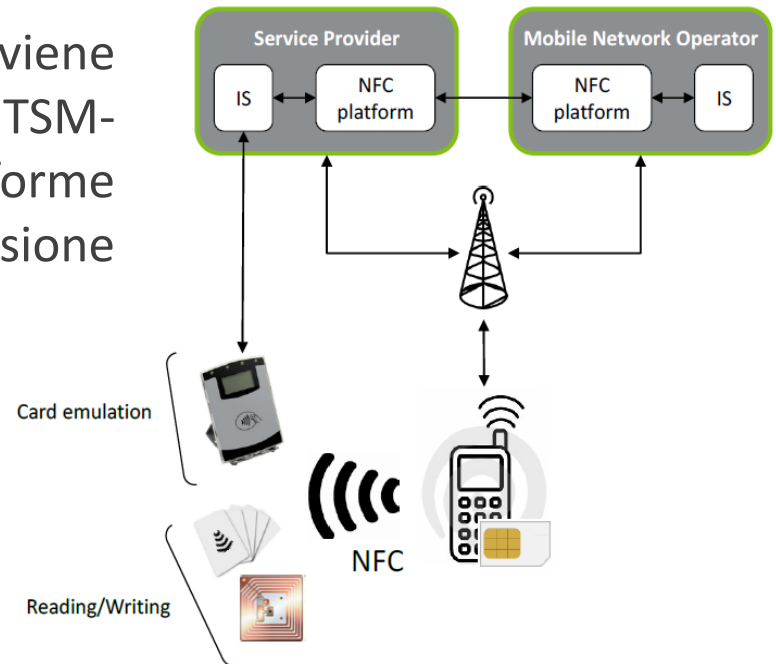 viene
TSM-
orme
sione
Service Provider
IS
NFC
platform
Mobile Network Operator
NFC
platform
IS
Card emulation
NFC
Reading/Writing